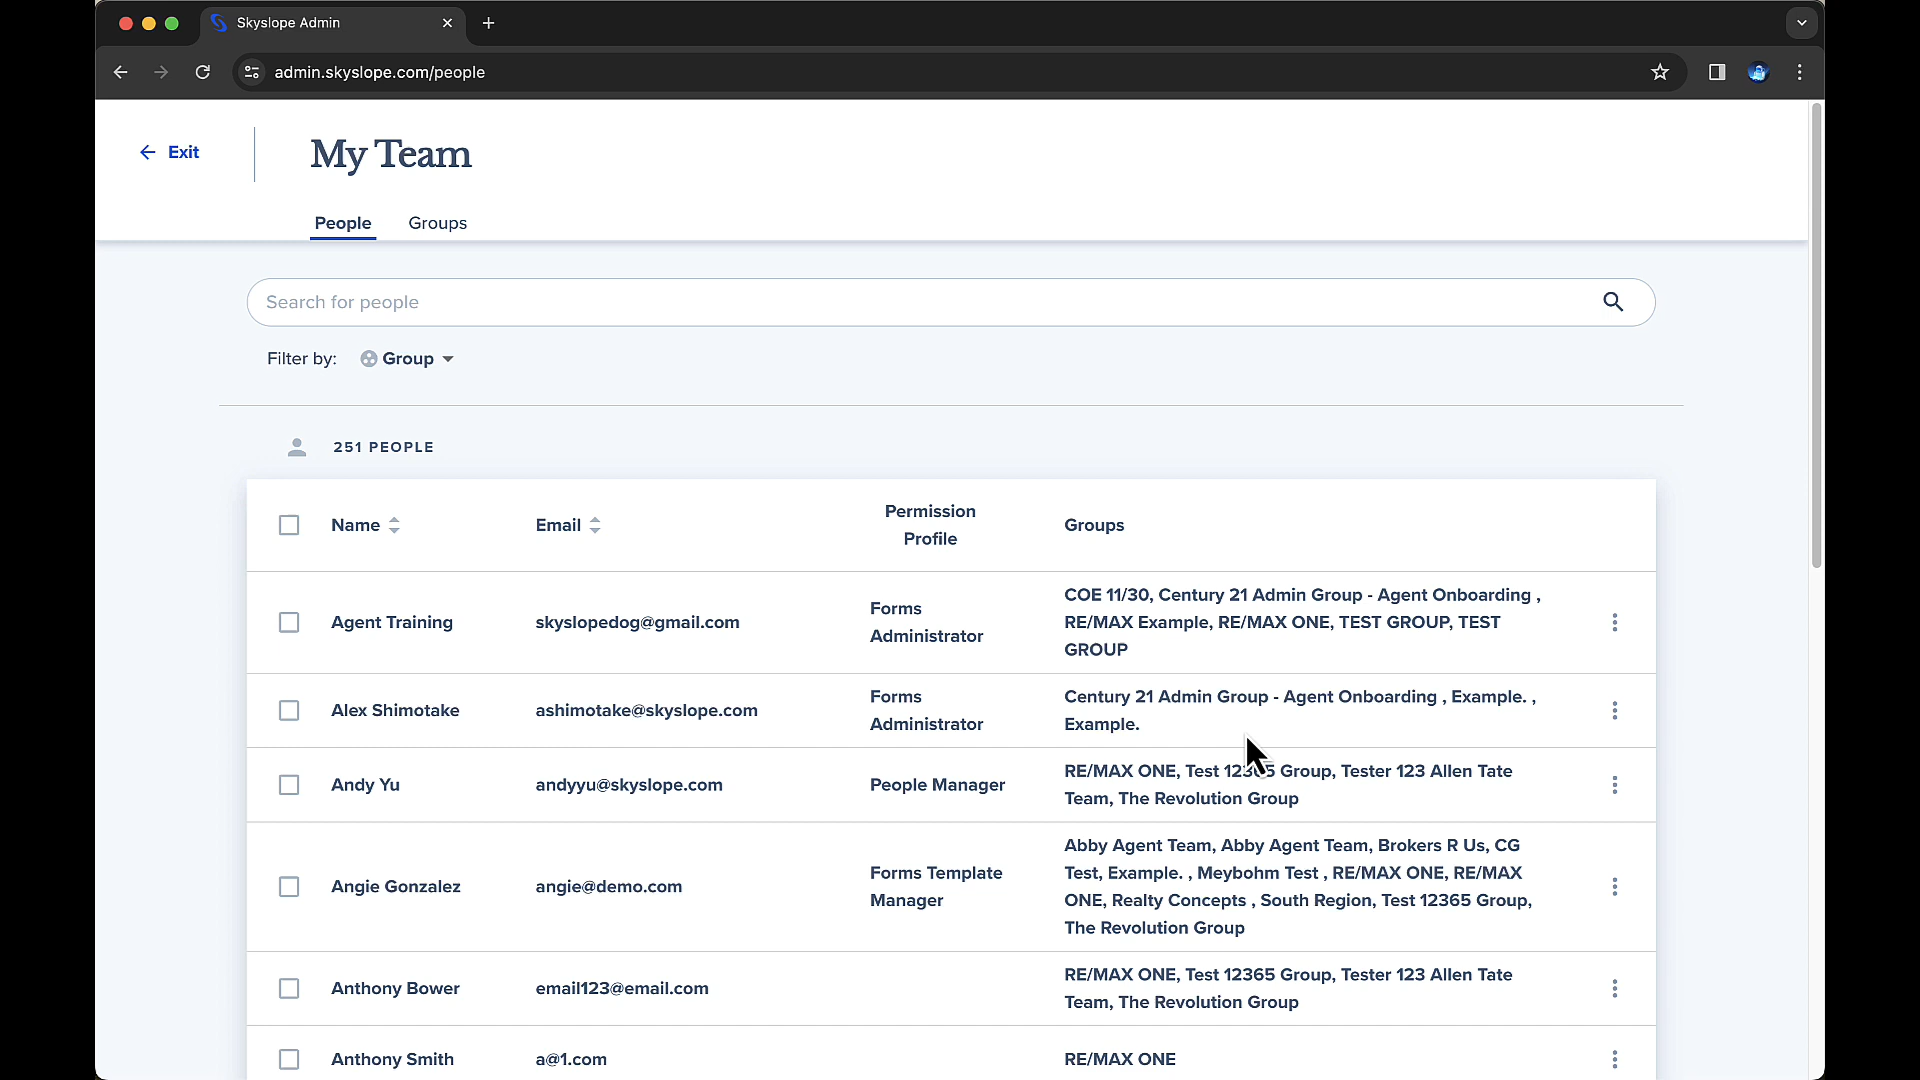 Skyslope Admin
admin.skyslope.com/people
Exit
My Team
People Groups
Search for people
Filter by: Group
251 PEOPLE
Name Email Permission Profile Groups
Agent Training skyslopedog@gmail.com Forms Administrator COE 11/30, Century 21 Admin Group - Agent Onboarding ,
RE/MAX Example, RE/MAX ONE, TEST GROUP, TEST
GROUP
Alex Shimotake ashimotake@skyslope.com Forms Administrator Century 21 Admin Group - Agent Onboarding , Example. ,
Example.
Andy Yu andyyu@skyslope.com People Manager RE/MAX ONE, Test 12365 Group, Tester 123 Allen Tate
Team, The Revolution Group
Angie Gonzalez angie@demo.com Forms Template Manager Abby Agent Team, Abby Agent Team, Brokers R Us, CG
Test, Example. , Meybohm Test , RE/MAX ONE, RE/MAX
ONE, Realty Concepts , South Region, Test 12365 Group,
The Revolution Group
Anthony Bower email123@email.com RE/MAX ONE, Test 12365 Group, Tester 123 Allen Tate
Team, The Revolution Group
Anthony Smith a@1.com RE/MAX ONE